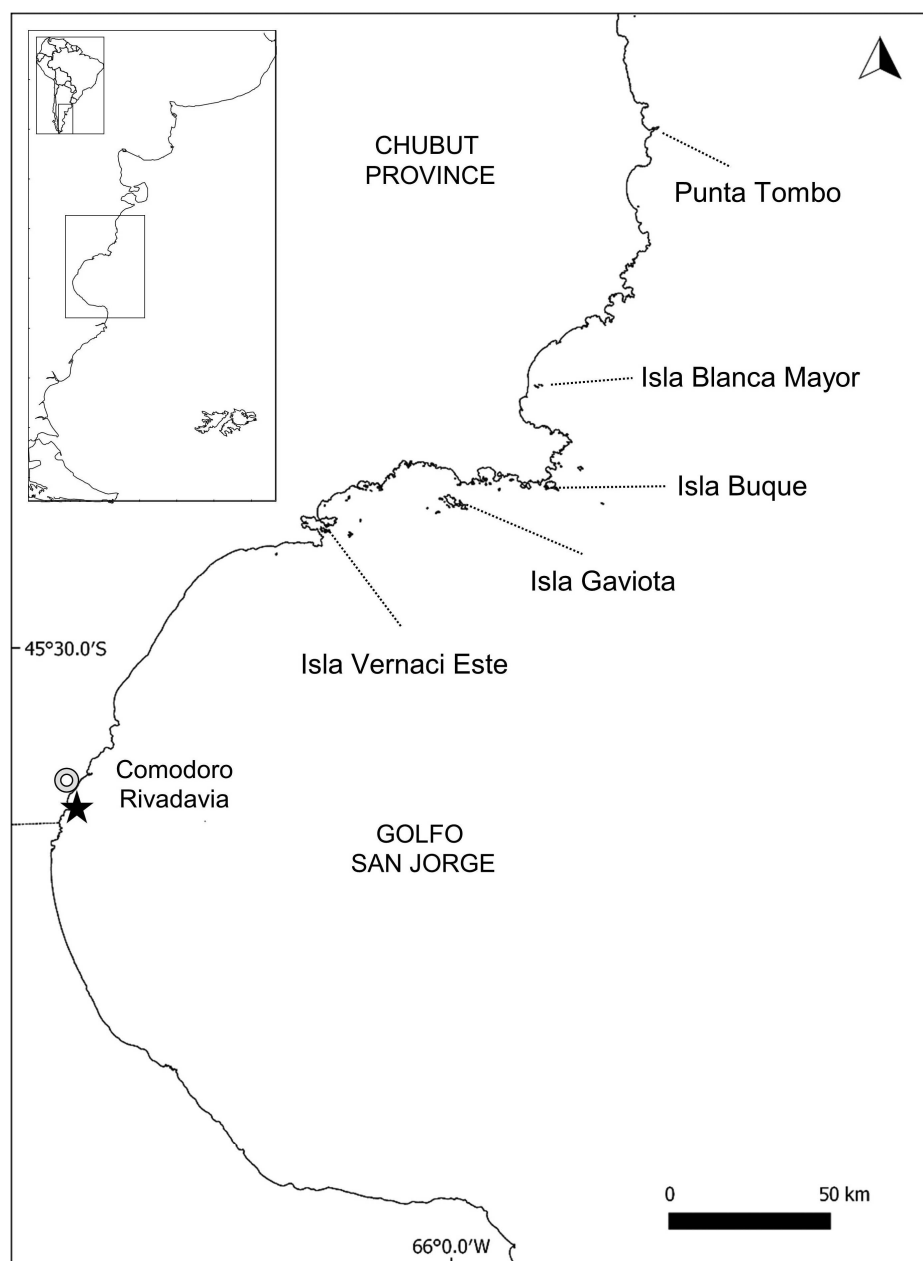 CHUBUT
PROVINCE
Punta Tombo
Isla Blanca Mayor
Isla Buque
Isla Gaviota
45°30.0'S
Isla Vernaci Este
Comodoro
Rivadavia
GOLFO
SAN JORGE
0 50 km
66°0.0'W